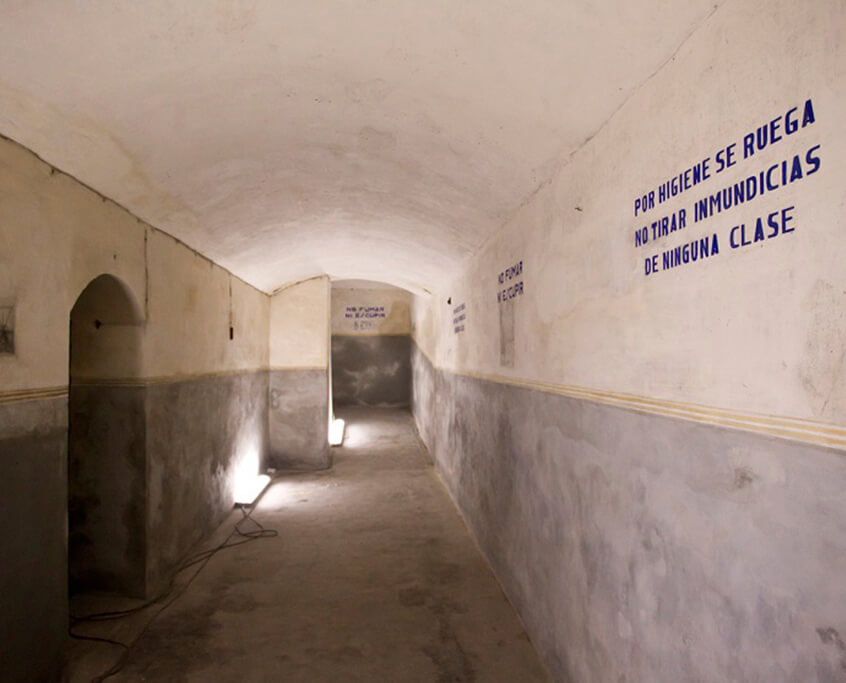 POR HIGIENE SE RUEGA
NO TIRAR INMUNDICIAS
DE NINGUNA CLASE
NO FUMAR
NI ESCUPIR
NO FUMAR
NI ESCUPIR